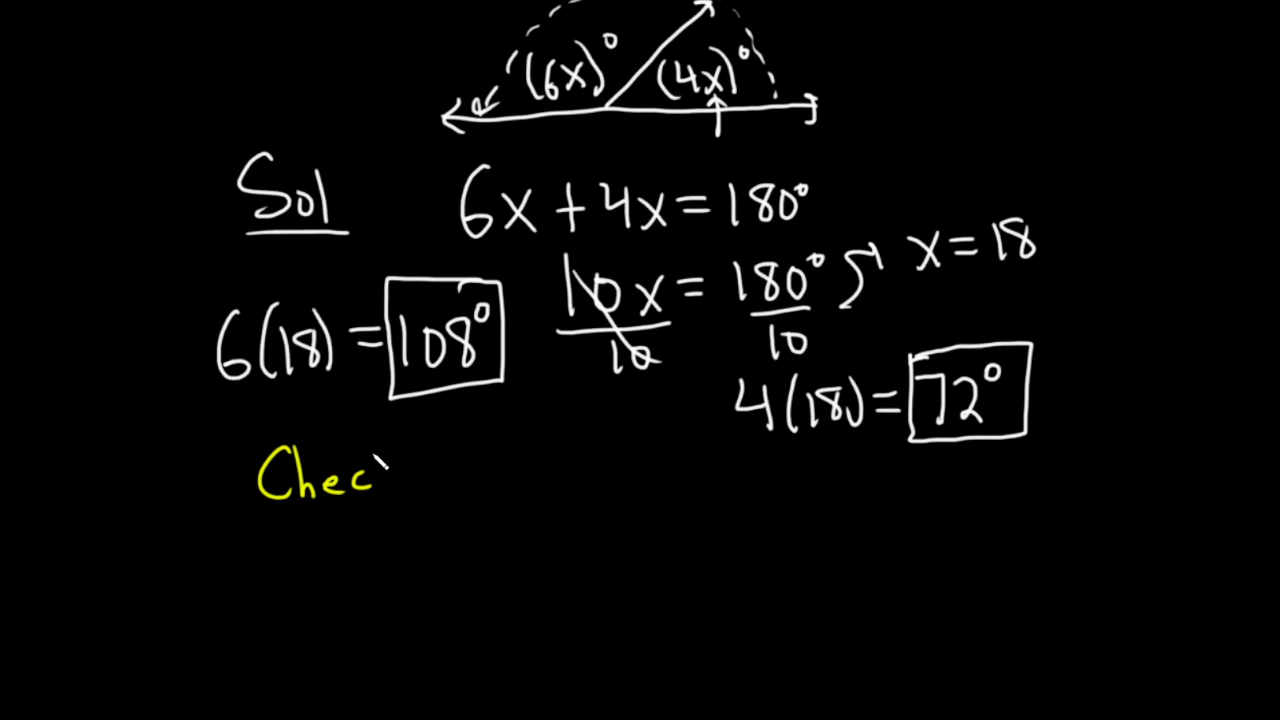 (6x)° (4x)°
Sol 6x + 4x = 180°
10x = 180° x = 18
10 10
6(18) = 108°
4(18) = 72°
Chec